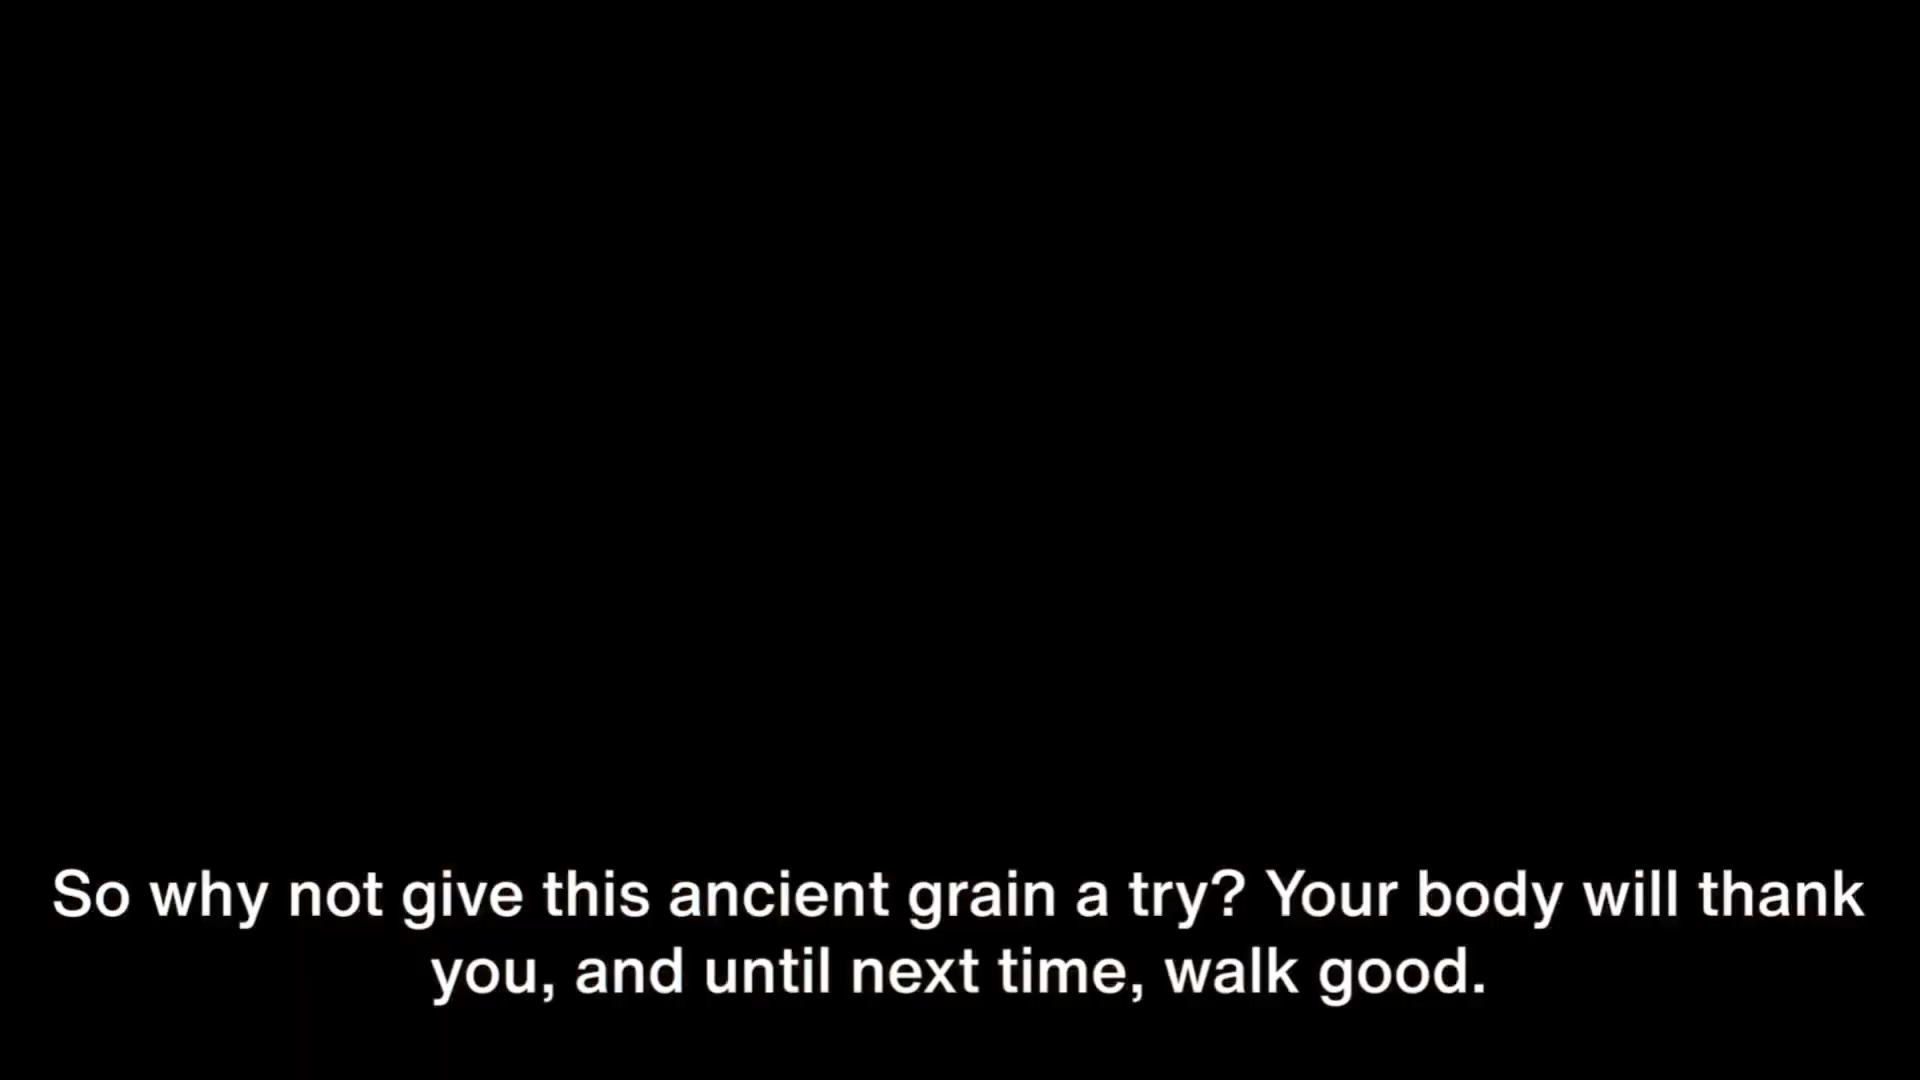 So why not give this ancient grain a try? Your body will thank
you, and until next time, walk good.